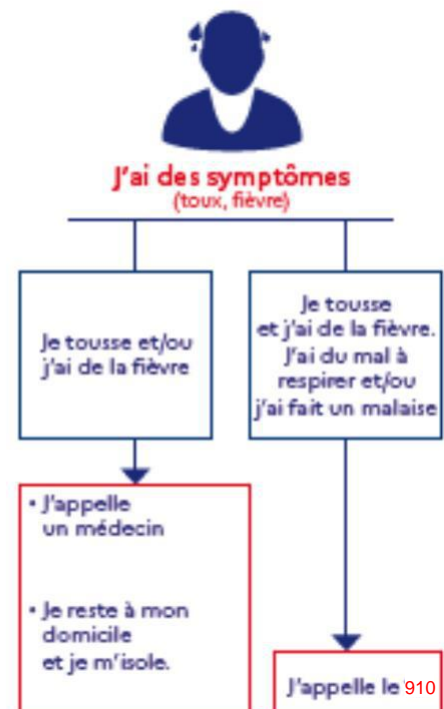 J'ai des symptômes
(toux, fièvre)
Je tousse et/ou
j'ai de la fièvre
Je tousse
et j'ai de la fièvre.
J'ai du mal à
respirer et/ou
j'ai fait un malaise
• J'appelle
un médecin
• Je reste à mon
domicile
et je m'isole.
J'appelle le 910